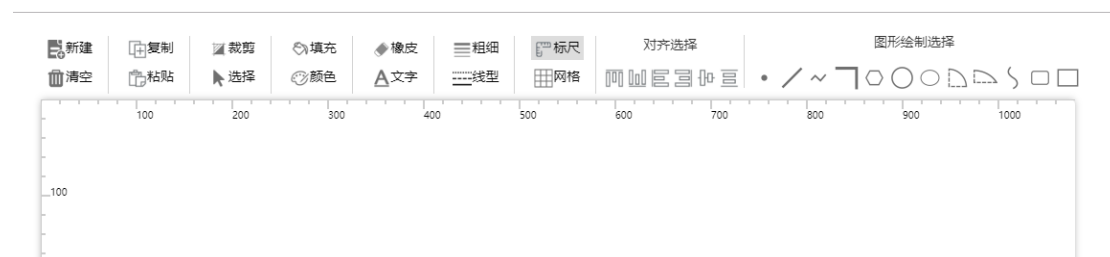 新建 复制 裁剪 填充 橡皮 粗细 标尺 对齐选择 图形绘制选择
清空 粘贴 选择 颜色 A文字 线型 网格
100 200 300 400 500 600 700 800 900 1000
100